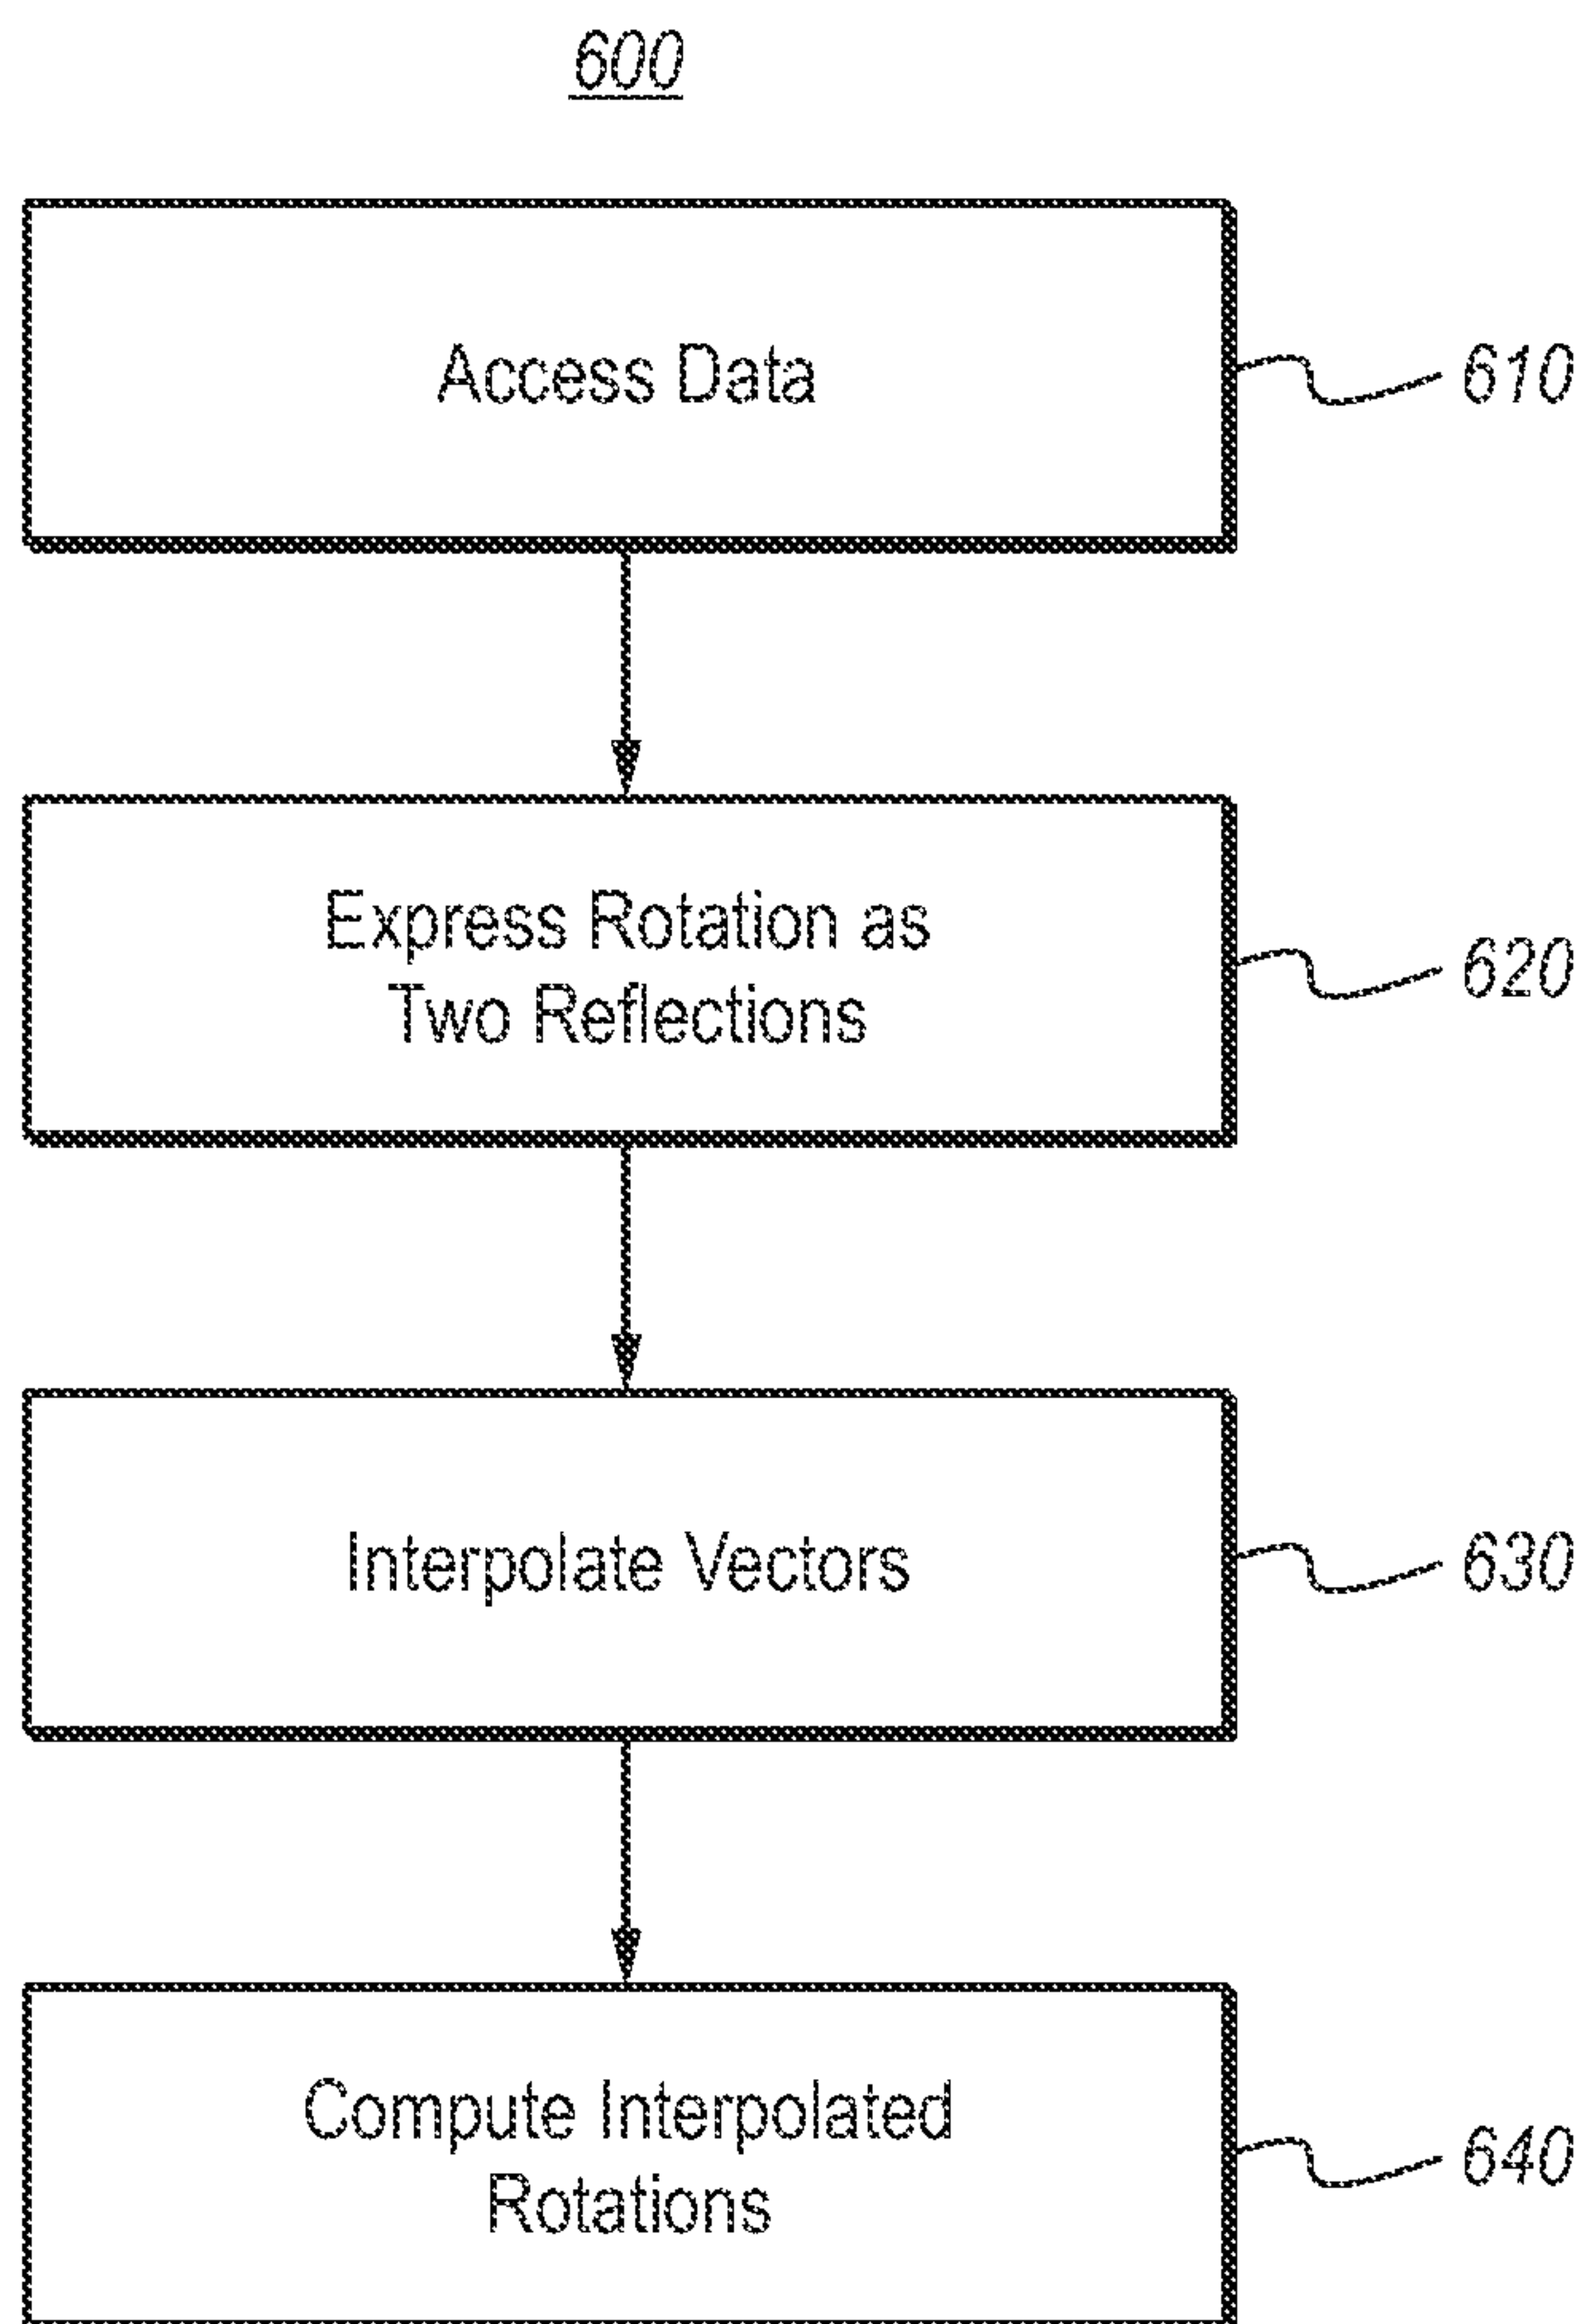 600
Access Data
610
Express Rotation as
Two Reflections
620
Interpolate Vectors
630
Compute Interpolated
Rotations
640